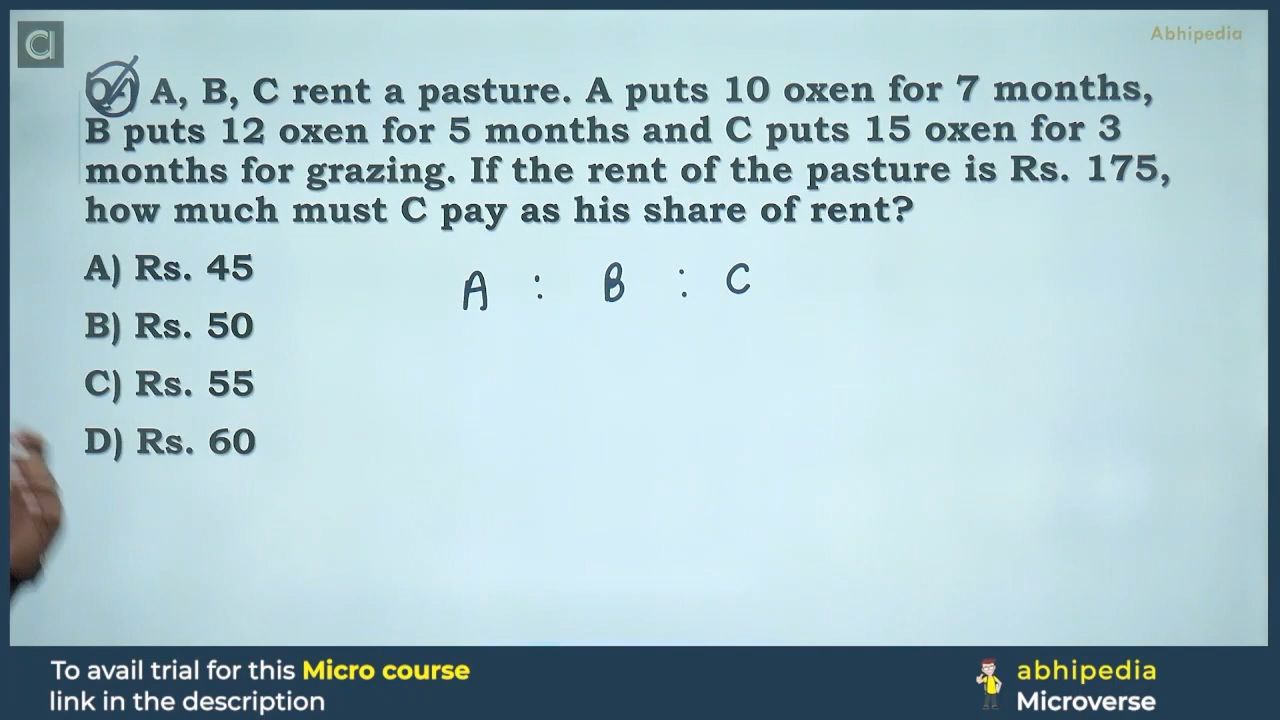 Abhipedia
A, B, C rent a pasture. A puts 10 oxen for 7 months,
B puts 12 oxen for 5 months and C puts 15 oxen for 3
months for grazing. If the rent of the pasture is Rs. 175,
how much must C pay as his share of rent?
A) Rs. 45
B) Rs. 50
C) Rs. 55
D) Rs. 60
A : B : C
To avail trial for this Micro course
link in the description
abhipedia
Microverse